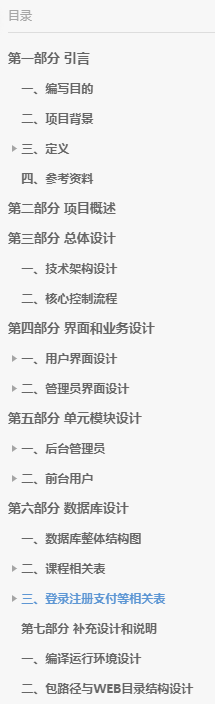 目录
第一部分 引言
一、编写目的
二、项目背景
三、定义
四、参考资料
第二部分 项目概述
第三部分 总体设计
一、技术架构设计
二、核心控制流程
第四部分 界面和业务设计
一、用户界面设计
二、管理员界面设计
第五部分 单元模块设计
一、后台管理员
二、前台用户
第六部分 数据库设计
一、数据库整体结构图
二、课程相关表
三、登录注册支付等相关表
第七部分 补充设计和说明
一、编译运行环境设计
二、包路径与WEB目录结构设计